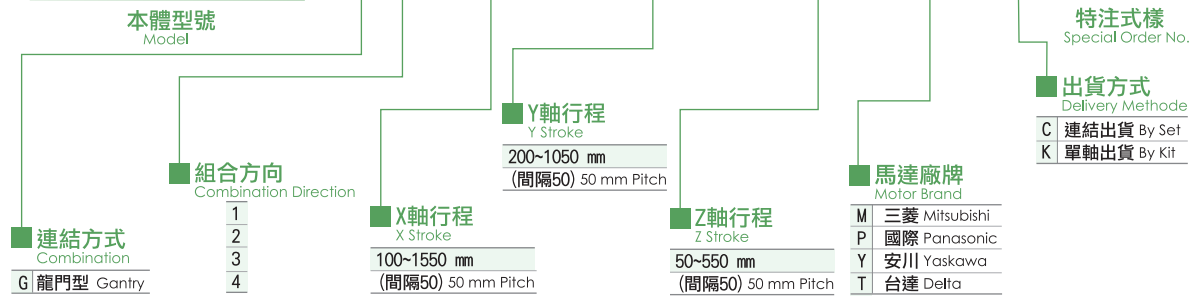 本體型號
Model
特注式樣
Special Order No.
出貨方式
Delivery Methode
C 連結出貨 By Set
K 單軸出貨 By Kit
Y軸行程
Y Stroke
200~1050 mm
(間隔50) 50 mm Pitch
組合方向
Combination Direction
1
2
3
4
馬達廠牌
Motor Brand
M 三菱 Mitsubishi
P 國際 Panasonic
Y 安川 Yaskawa
T 台達 Delta
X軸行程
X Stroke
100~1550 mm
(間隔50) 50 mm Pitch
Z軸行程
Z Stroke
50~550 mm
(間隔50) 50 mm Pitch
連結方式
Combination
G 龍門型 Gantry